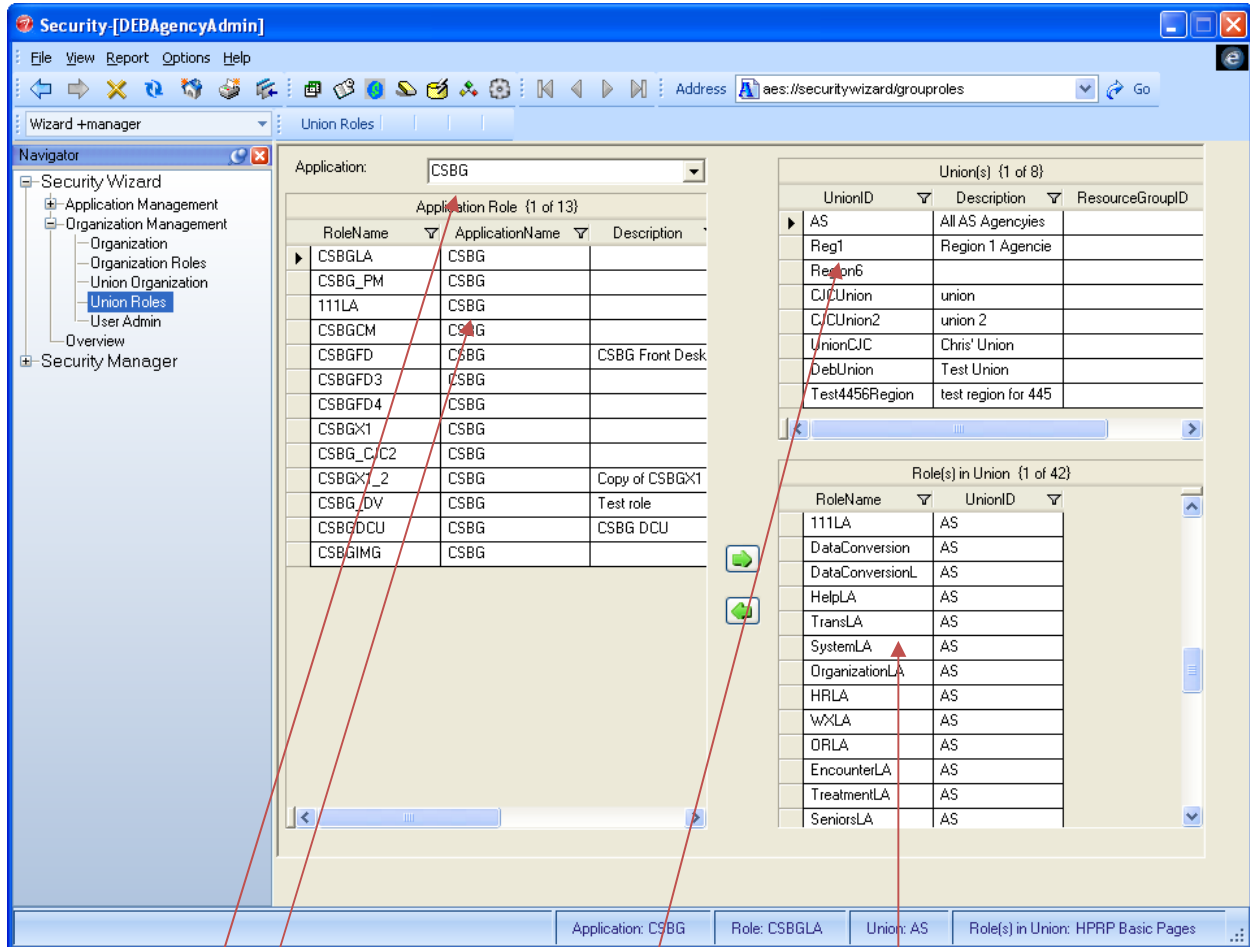 Security-[DEBAgencyAdmin]
File View Report Options Help
Address aes://securitywizard/grouproles Go
Wizard +manager Union Roles
Navigator
Security Wizard
Application Management
Organization Management
Organization
Organization Roles
Union Organization
Union Roles
User Admin
Overview
Security Manager
Application: CSBG
Application Role {1 of 13}
RoleName ApplicationName Description
CSBGLA CSBG
CSBG_PM CSBG
111LA CSBG
CSBGCM CSBG
CSBGFD CSBG CSBG Front Desk
CSBGFD3 CSBG
CSBGFD4 CSBG
CSBGX1 CSBG
CSBG_CJC2 CSBG
CSBGX1_2 CSBG Copy of CSBGX1
CSBG_DV CSBG Test role
CSBGDCU CSBG CSBG DCU
CSBGIMG CSBG
Union(s) {1 of 8}
UnionID Description ResourceGroupID
AS All AS Agencyies
Reg1 Region 1 Agencie
Region6
CJCUnion union
CJCUnion2 union 2
UnionCJC Chris' Union
DebUnion Test Union
Test4456Region test region for 445
Role(s) in Union {1 of 42}
RoleName UnionID
111LA AS
DataConversion AS
DataConversionL AS
HelpLA AS
TransLA AS
SystemLA AS
OrganizationLA AS
HRLA AS
WXLA AS
ORLA AS
EncounterLA AS
TreatmentLA AS
SeniorsLA AS
Application: CSBG Role: CSBGLA Union: AS Role(s) in Union: HPRP Basic Pages